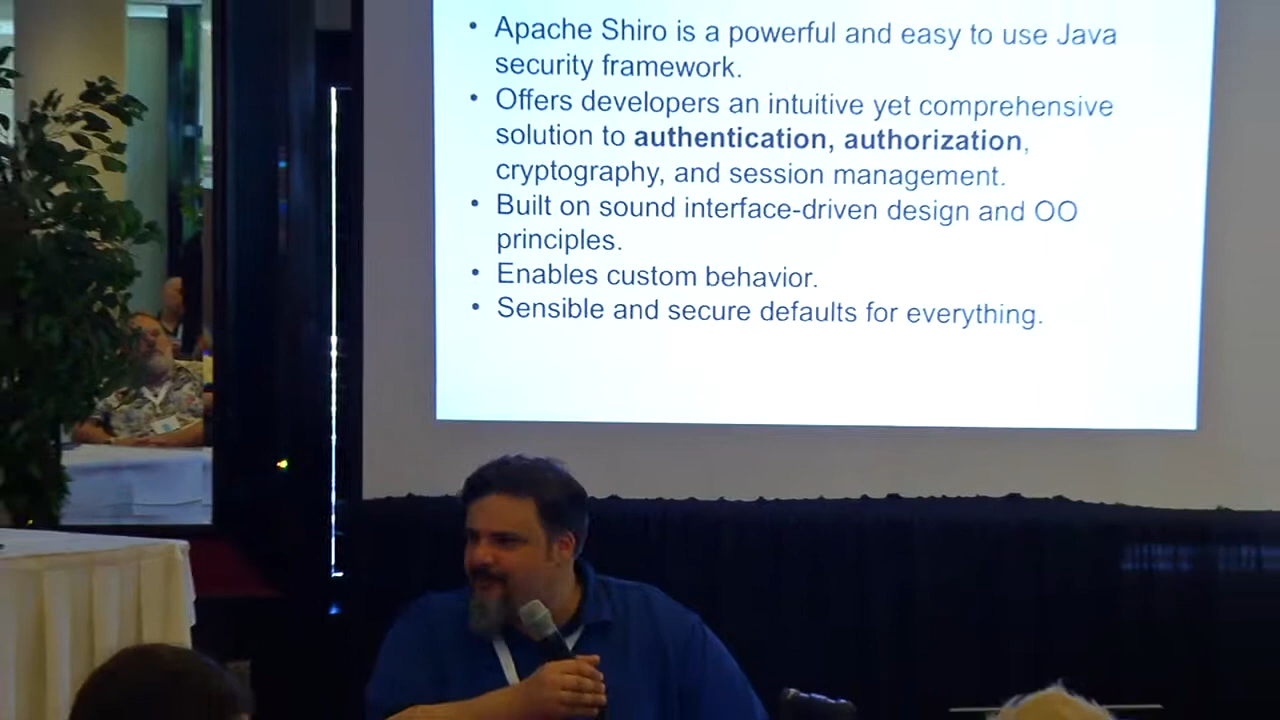 • Apache Shiro is a powerful and easy to use Java
security framework.
• Offers developers an intuitive yet comprehensive
solution to authentication, authorization,
cryptography, and session management.
• Built on sound interface-driven design and OO
principles.
• Enables custom behavior.
• Sensible and secure defaults for everything.